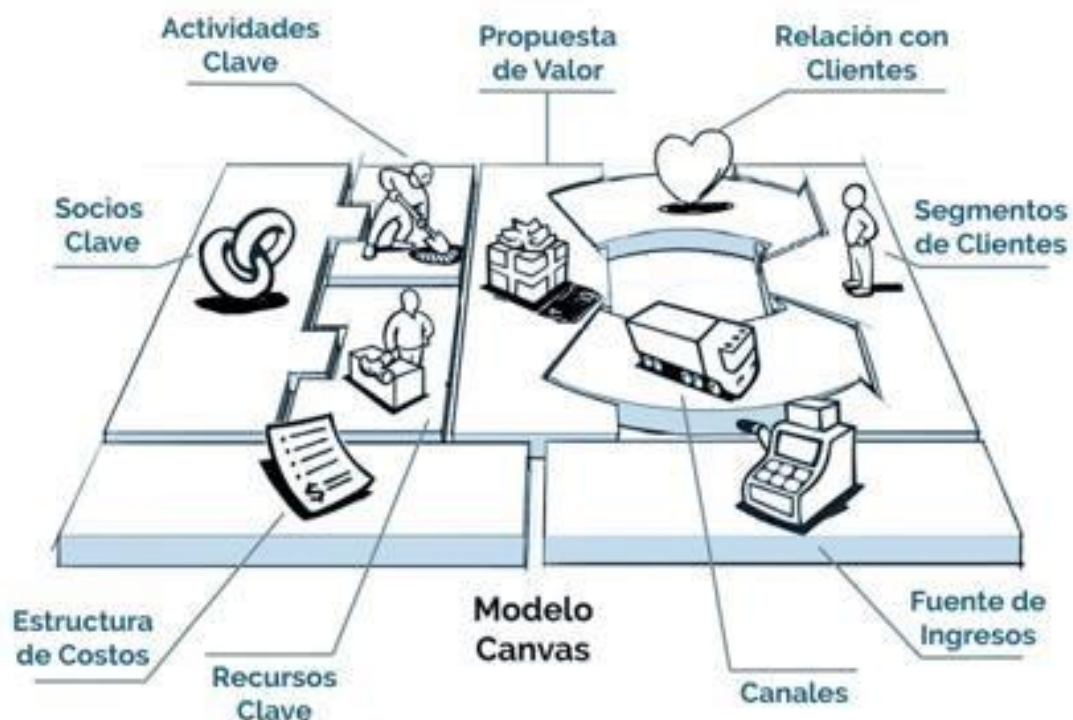 Actividades
Clave
Propuesta
de Valor
Relación con
Clientes
Socios
Clave
Segmentos
de Clientes
Estructura
de Costos
Recursos
Clave
Modelo
Canvas
Canales
Fuente de
Ingresos